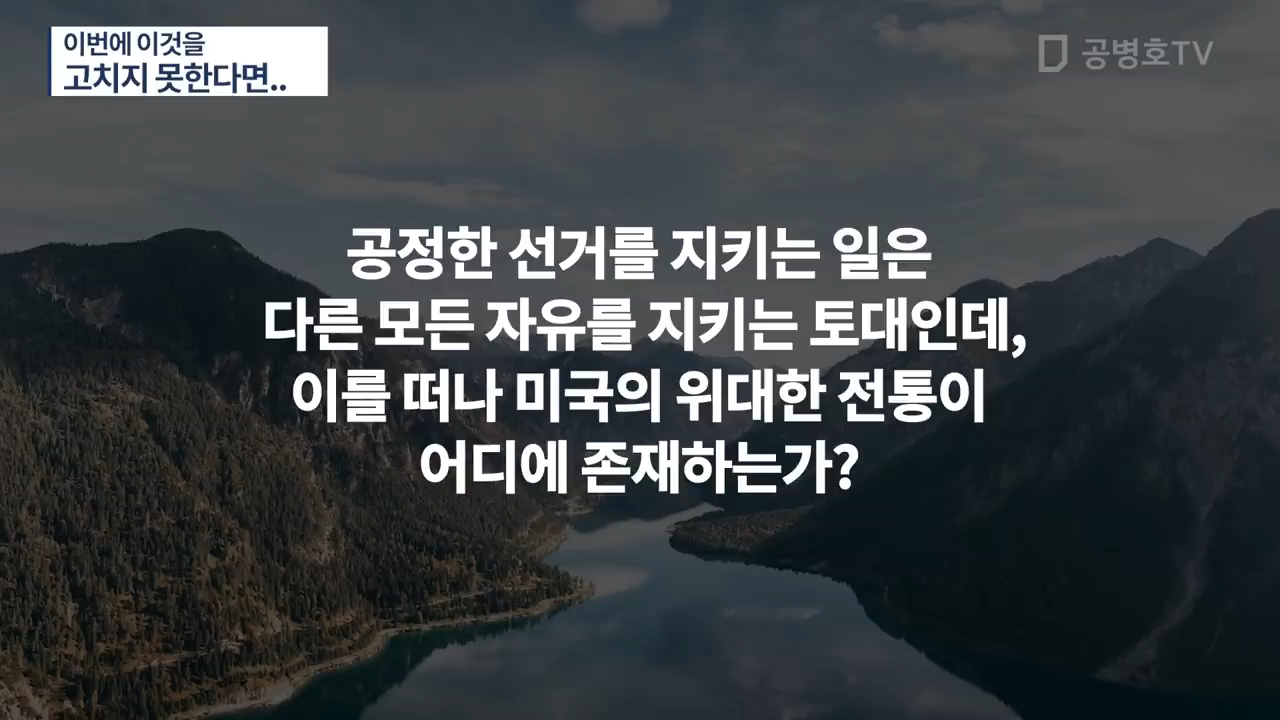 이번에 이것을
고치지 못한다면..
공병호TV
공정한 선거를 지키는 일은
다른 모든 자유를 지키는 토대인데,
이를 떠나 미국의 위대한 전통이
어디에 존재하는가?